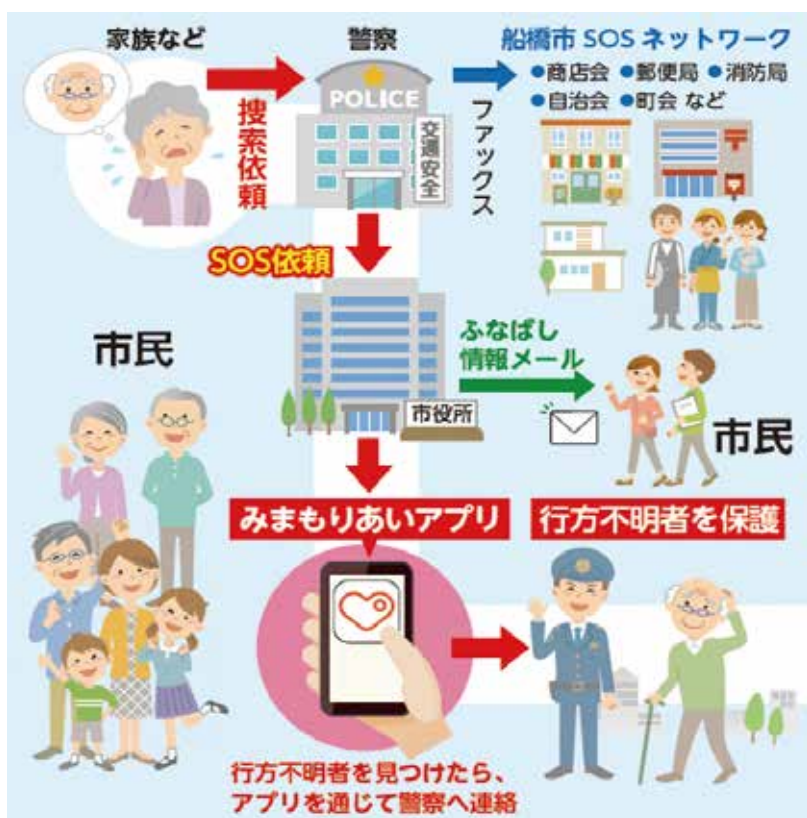 家族など
警察
船橋市 SOS ネットワーク
●商店会 ●郵便局 ●消防局
●自治会 ●町会 など
捜索依頼
POLICE
交通安全
ファックス
SOS依頼
市民
ふなばし
情報メール
市役所
市民
みまもりあいアプリ
行方不明者を保護
行方不明者を見つけたら、
アプリを通じて警察へ連絡